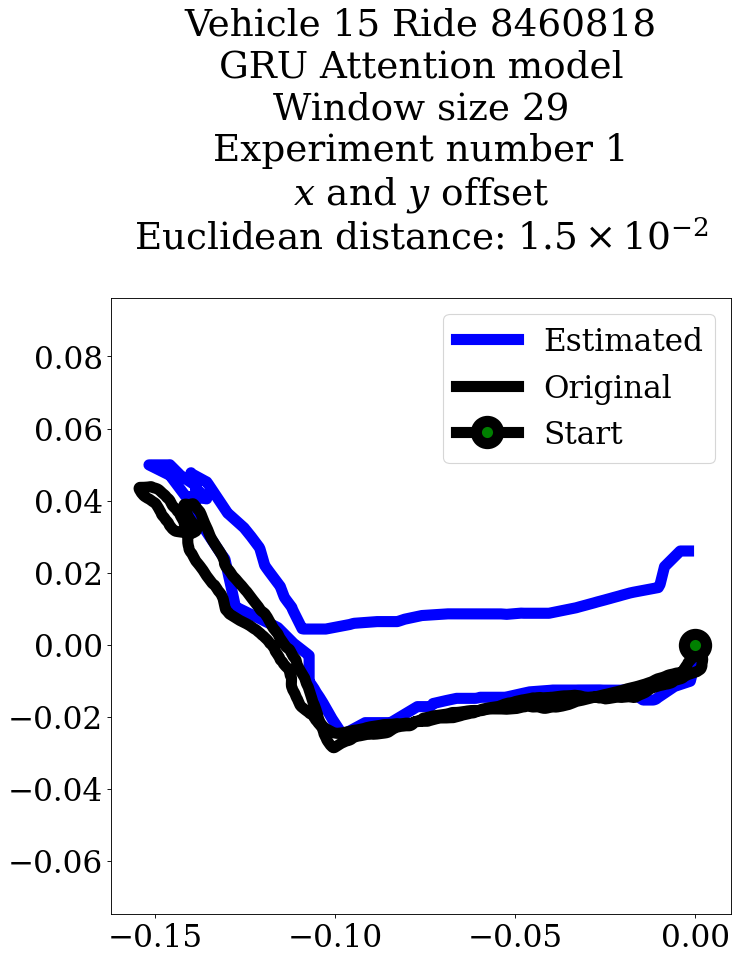 Vehicle 15 Ride 8460818
GRU Attention model
Window size 29
Experiment number 1
x and y offset
Euclidean distance: 1.5 × 10⁻²
Estimated
Original
Start
0.08
0.06
0.04
0.02
0.00
−0.02
−0.04
−0.06
−0.15 −0.10 −0.05 0.00